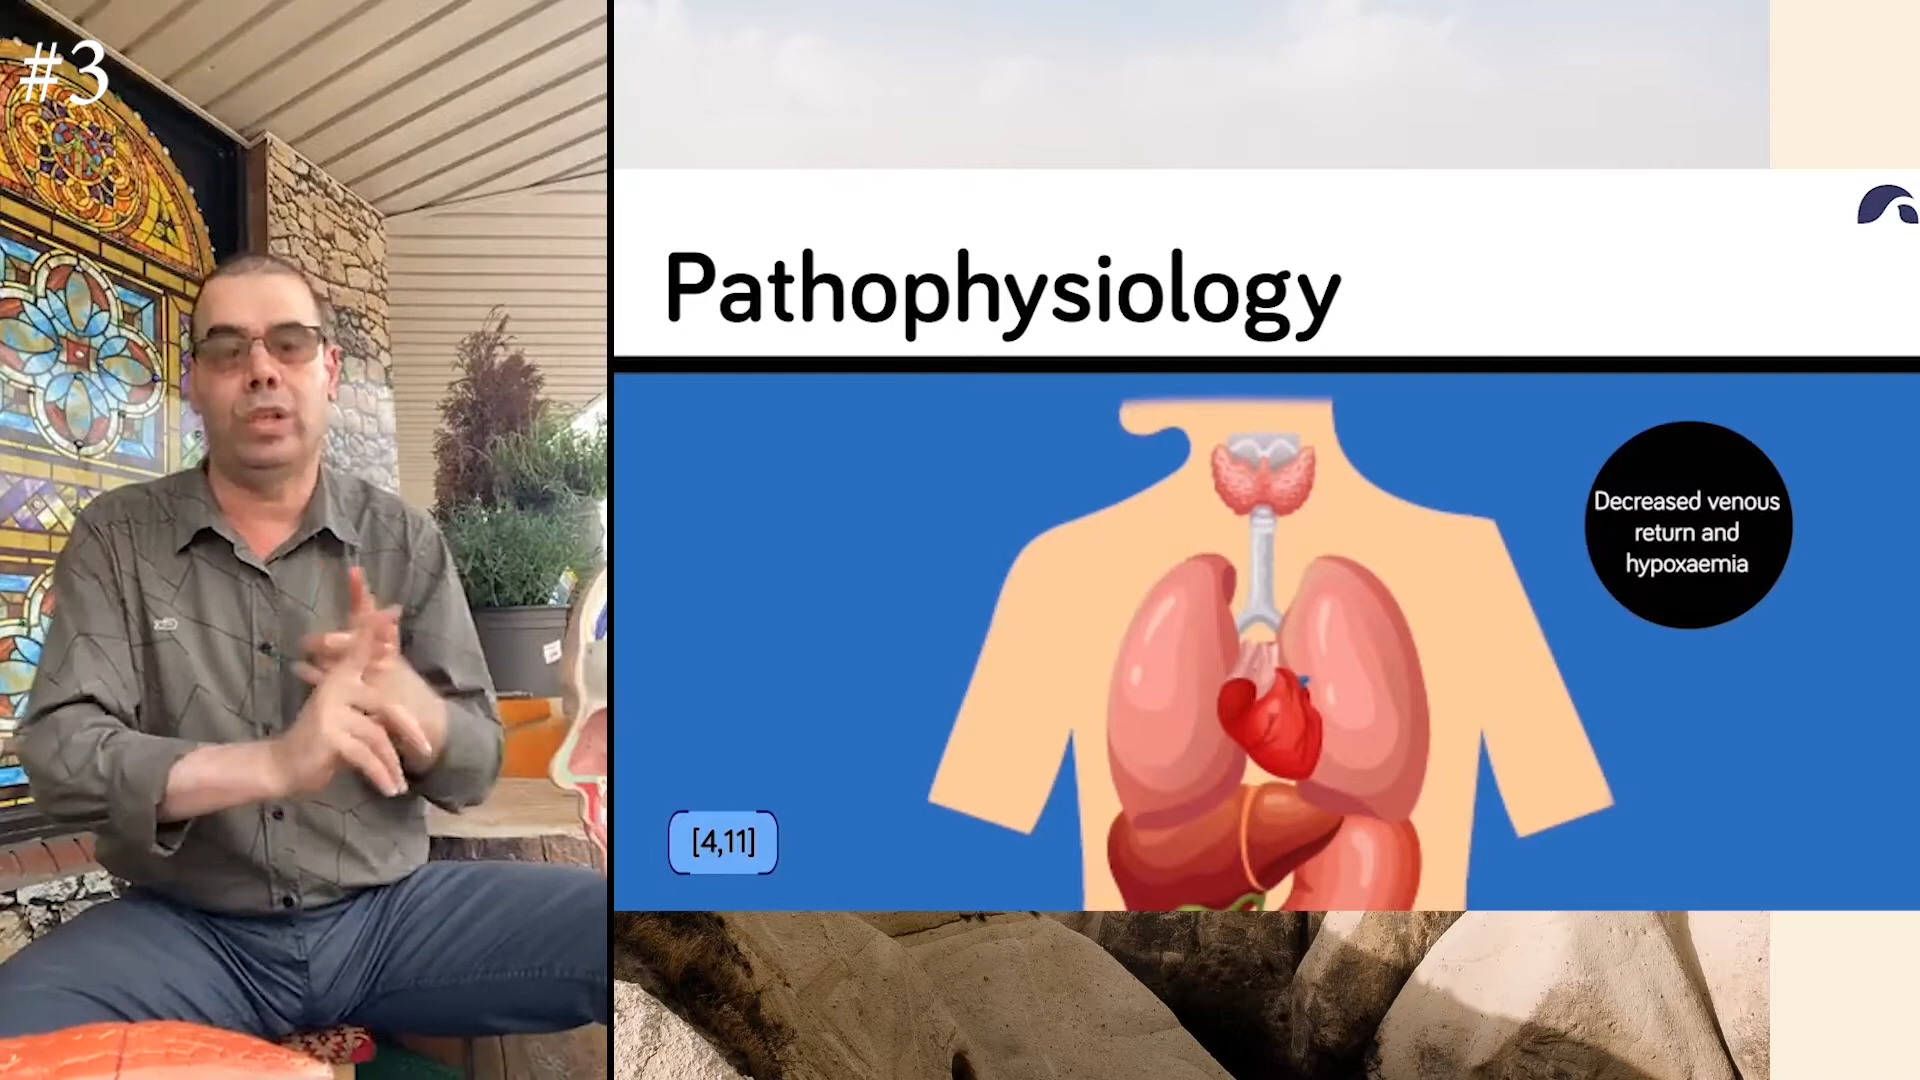 #3
Pathophysiology
Decreased venous
return and
hypoxaemia
[4,11]